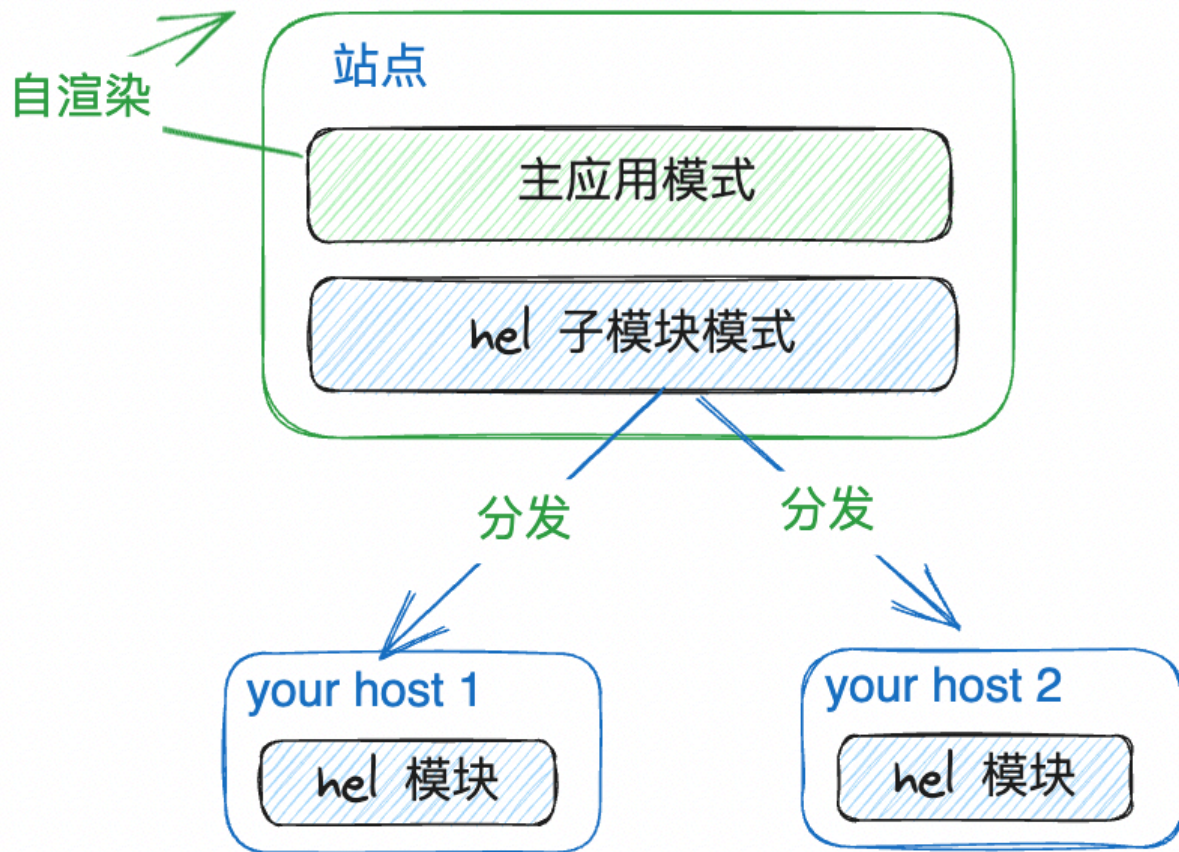 站点
自渲染
主应用模式
hel 子模块模式
分发
分发
your host 1
your host 2
hel 模块
hel 模块